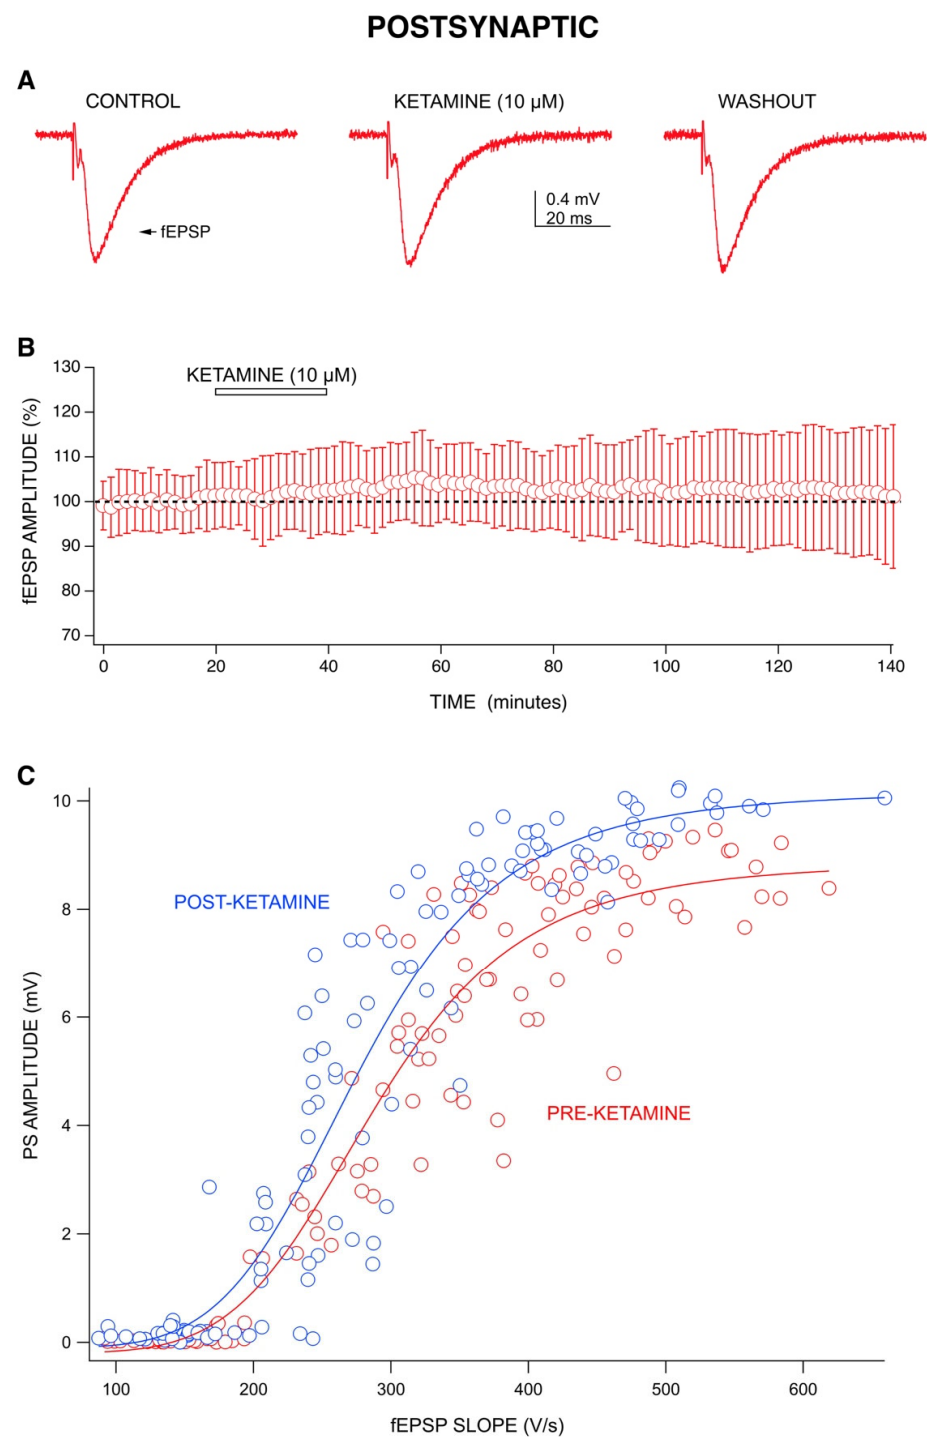 POSTSYNAPTIC
A
CONTROL
KETAMINE (10 µM)
WASHOUT
fEPSP
0.4 mV
20 ms
B
KETAMINE (10 µM)
fEPSP AMPLITUDE (%)
130
120
110
100
90
80
70
0 20 40 60 80 100 120 140
TIME (minutes)
C
PS AMPLITUDE (mV)
10
8
6
4
2
0
POST-KETAMINE
PRE-KETAMINE
100 200 300 400 500 600
fEPSP SLOPE (V/s)